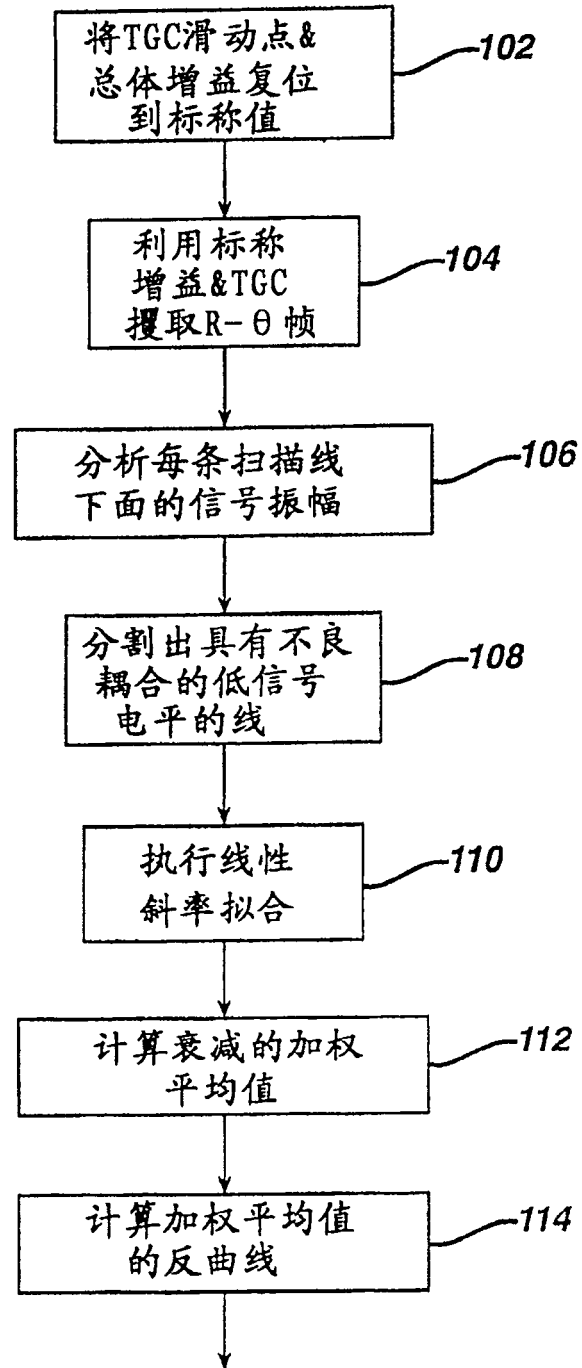 将TGC滑动点&
总体增益复位
到标称值
102
利用标称
增益&TGC
攫取R-θ帧
104
分析每条扫描线
下面的信号振幅
106
分割出具有不良
耦合的低信号
电平的线
108
执行线性
斜率拟合
110
计算衰减的加权
平均值
112
计算加权平均值
的反曲线
114